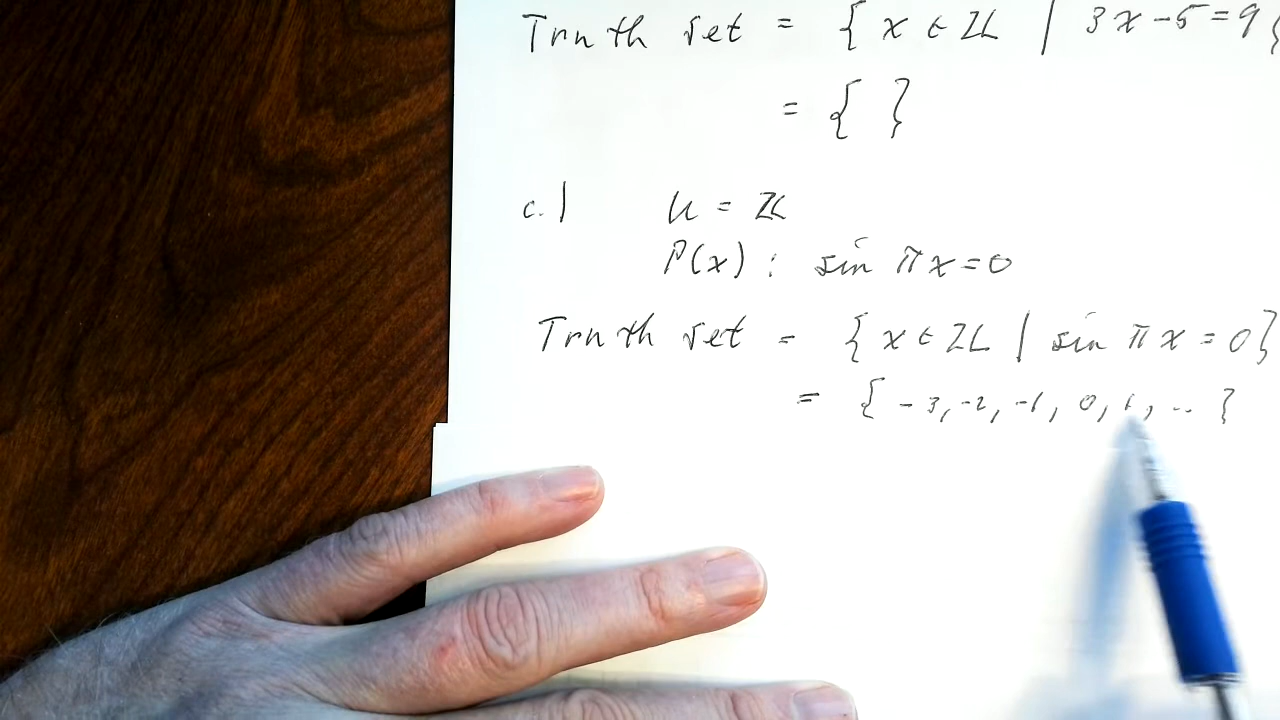 Truth set = { x ∈ ℤ | 3x-5=9}
= { }
c.) U = ℤ
P(x) : sin πx=0
Truth set = {x ∈ ℤ | sin πx = 0}
= { -3, -2, -1, 0, 1, .. }